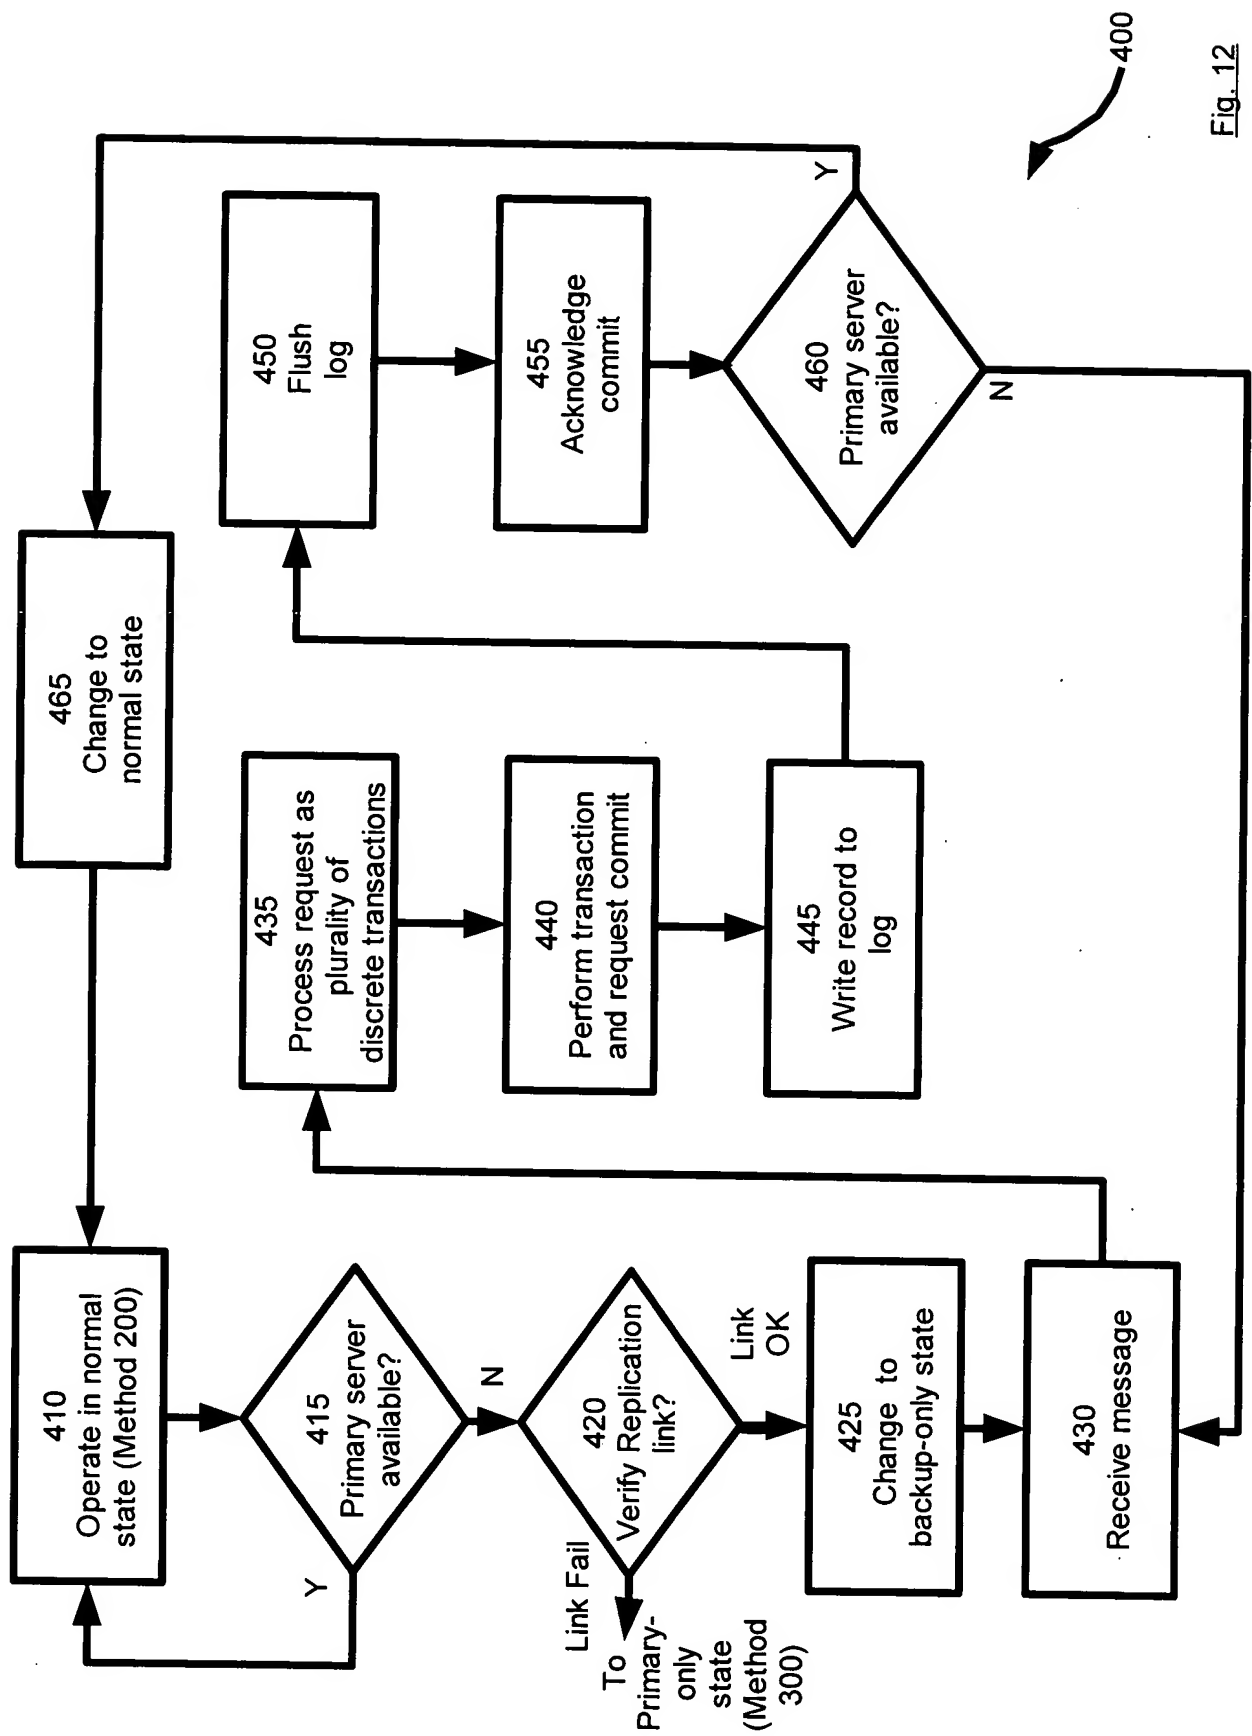 410
Operate in normal
state (Method 200)
415
Primary server
available?
Y
N
420
Verify Replication
link?
Link Fail
To
Primary-
only
state
(Method
300)
Link
OK
425
Change to
backup-only state
430
Receive message
435
Process request as
plurality of
discrete transactions
440
Perform transaction
and request commit
445
Write record to
log
450
Flush
log
455
Acknowledge
commit
460
Primary server
available?
Y
N
465
Change to
normal state
400
Fig. 12